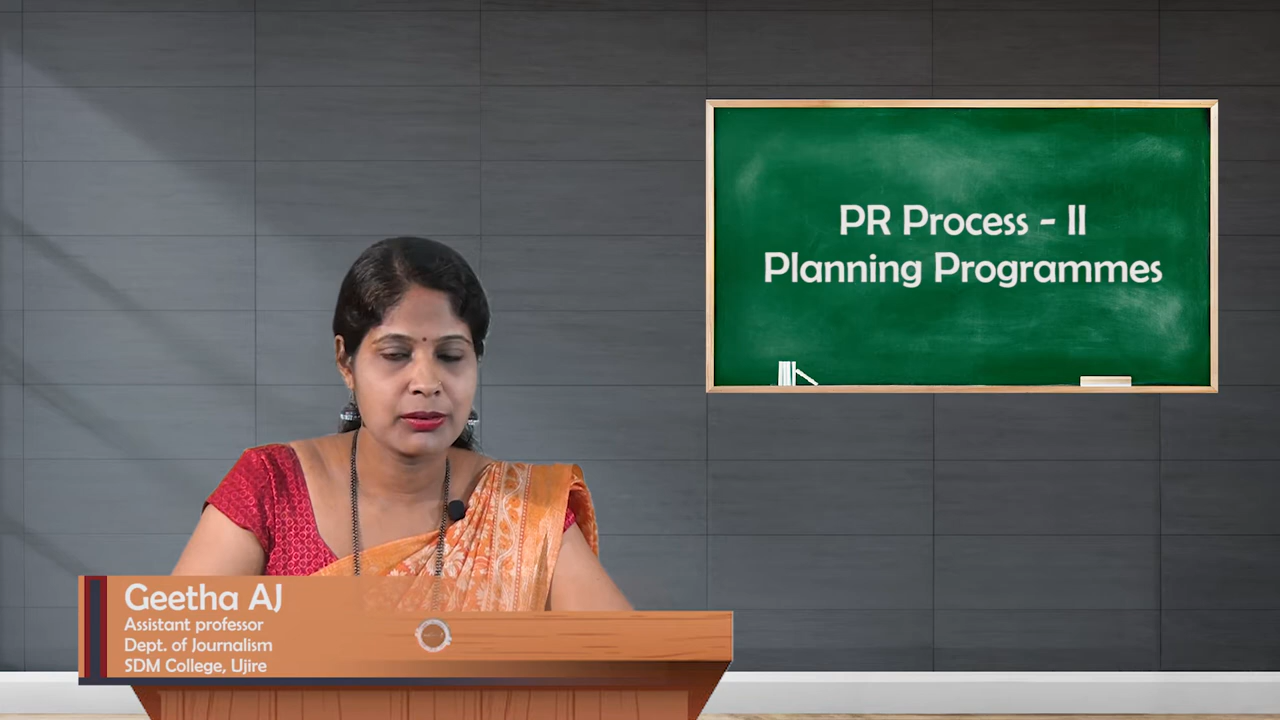 PR Process - II
Planning Programmes
Geetha AJ
Assistant professor
Dept. of Journalism
SDM College, Ujire